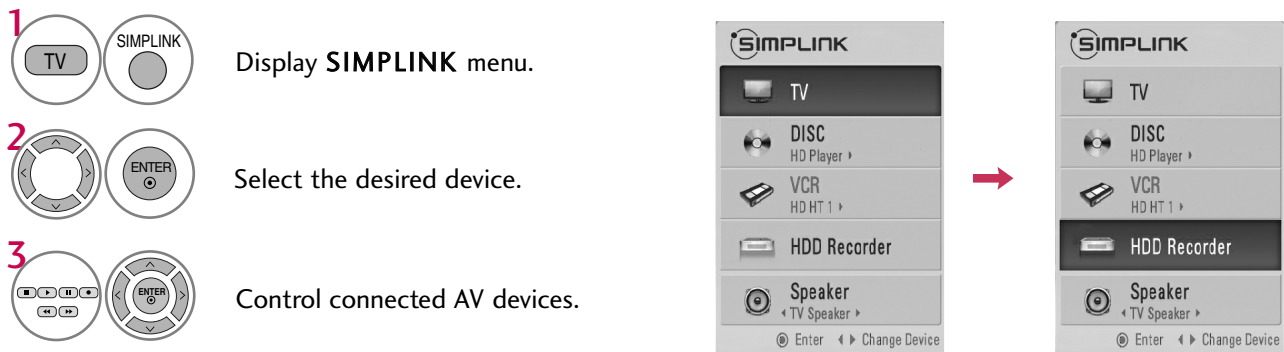 1
TV
SIMPLINK
Display SIMPLINK menu.
2
ENTER
Select the desired device.
3
ENTER
Control connected AV devices.
SIMPLINK
TV
DISC
HD Player
VCR
HD HT 1
HDD Recorder
Speaker
TV Speaker
Enter Change Device
SIMPLINK
TV
DISC
HD Player
VCR
HD HT 1
HDD Recorder
Speaker
TV Speaker
Enter Change Device